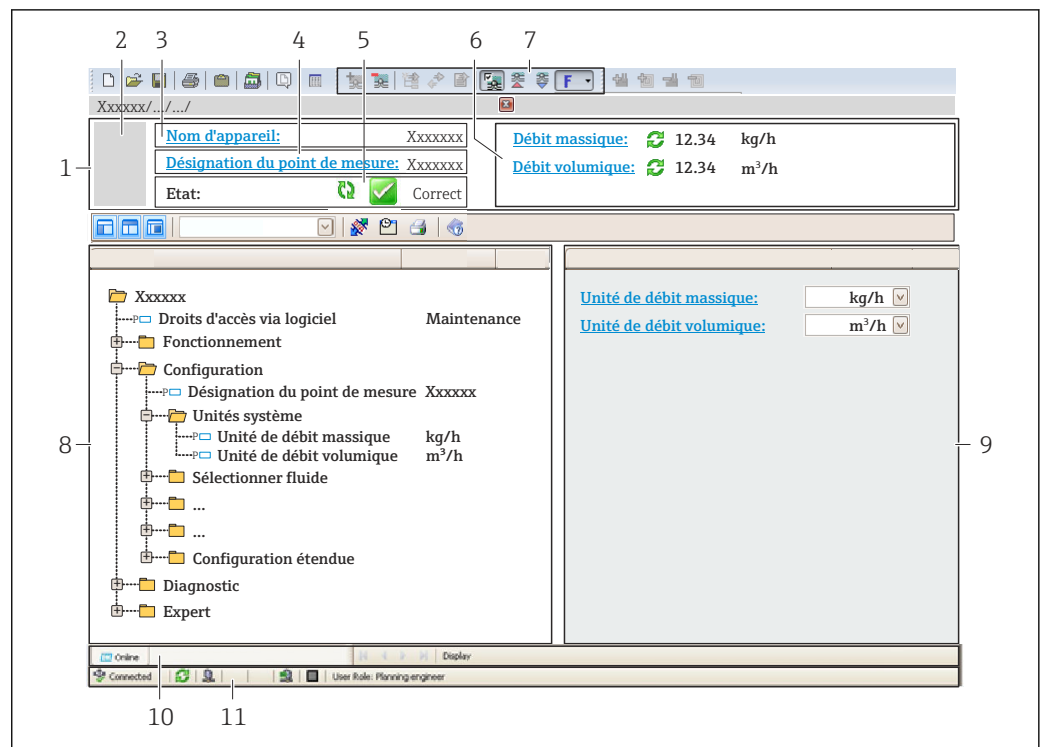 2 3 4 5 6 7
F
Xxxxxx/.../.../
1
Nom d'appareil: Xxxxxxx
Débit massique: 12.34 kg/h
Désignation du point de mesure: Xxxxxxx
Débit volumique: 12.34 m³/h
Etat: Correct
Xxxxxx
Droits d'accès via logiciel Maintenance
Fonctionnement
Configuration
P Désignation du point de mesure Xxxxxx
Unités système
P Unité de débit massique kg/h
P Unité de débit volumique m³/h
Sélectionner fluide
...
...
Configuration étendue
Diagnostic
Expert
Unité de débit massique: kg/h
Unité de débit volumique: m³/h
8
9
Online Display
Connected User Role: Planning engineer
10 11